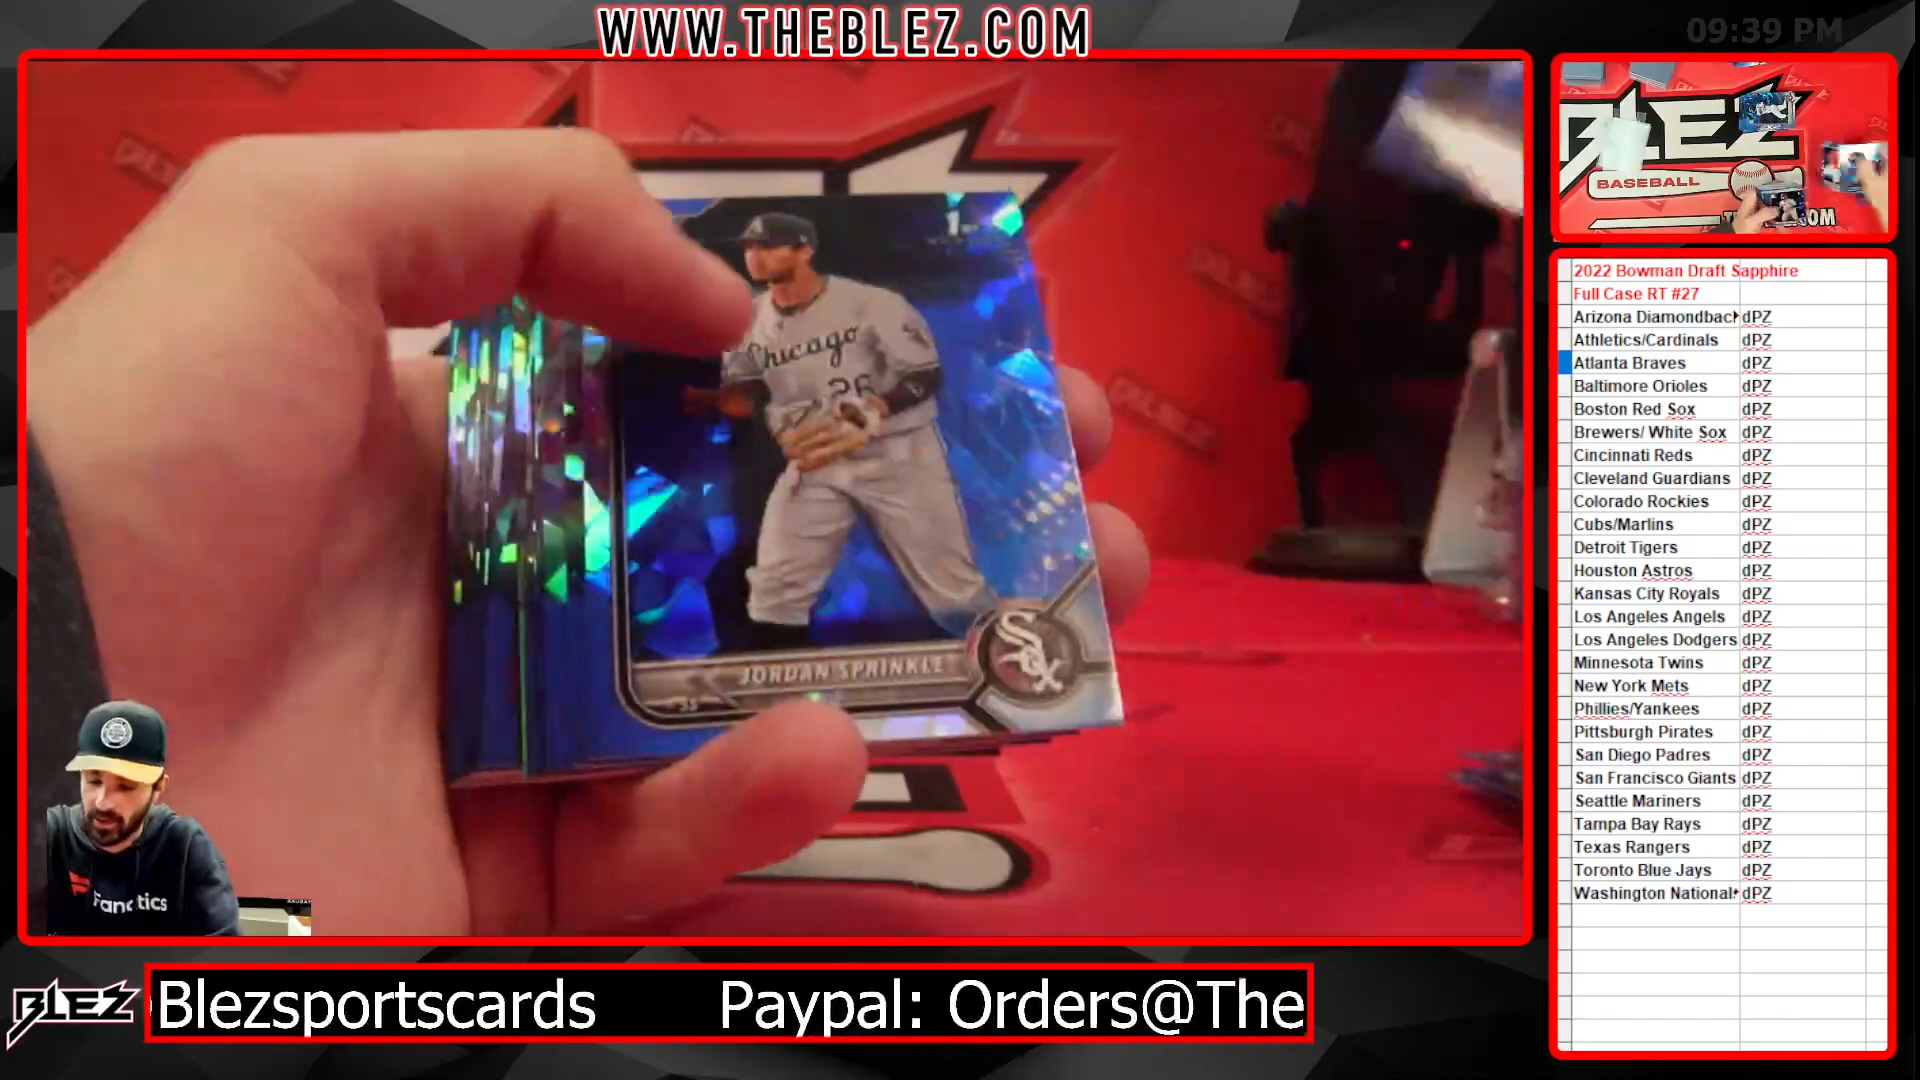 WWW.THEBLEZ.COM
09:39 PM
1st
Chicago
26
JORDAN SPRINKLE
SS
SOX
BLEZ
BASEBALL
2022 Bowman Draft Sapphire
Full Case RT #27
Arizona Diamondbac dPZ
Athletics/Cardinals dPZ
Atlanta Braves dPZ
Baltimore Orioles dPZ
Boston Red Sox dPZ
Brewers/ White Sox dPZ
Cincinnati Reds dPZ
Cleveland Guardians dPZ
Colorado Rockies dPZ
Cubs/Marlins dPZ
Detroit Tigers dPZ
Houston Astros dPZ
Kansas City Royals dPZ
Los Angeles Angels dPZ
Los Angeles Dodgers dPZ
Minnesota Twins dPZ
New York Mets dPZ
Phillies/Yankees dPZ
Pittsburgh Pirates dPZ
San Diego Padres dPZ
San Francisco Giants dPZ
Seattle Mariners dPZ
Tampa Bay Rays dPZ
Texas Rangers dPZ
Toronto Blue Jays dPZ
Washington National dPZ
Fanatics
BLEZ
Blezsportscards Paypal: Orders@The